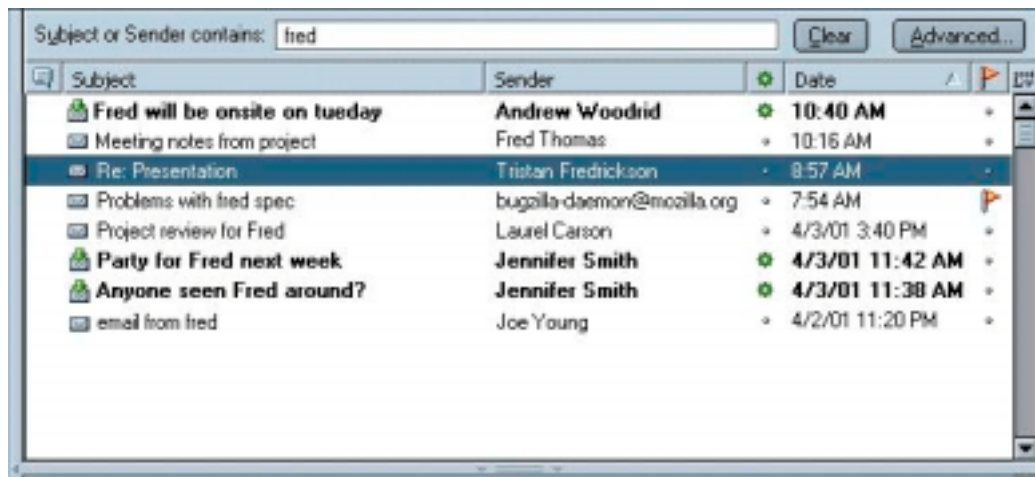 Subject or Sender contains: fred Clear Advanced...
Subject Sender Date
Fred will be onsite on tueday Andrew Woodrid 10:40 AM
Meeting notes from project Fred Thomas 10:16 AM
Re: Presentation Tristan Fredrickson 8:57 AM
Problems with fred spec bugzilla-daemon@mozilla.org 7:54 AM
Project review for Fred Laurel Carson 4/3/01 3:40 PM
Party for Fred next week Jennifer Smith 4/3/01 11:42 AM
Anyone seen Fred around? Jennifer Smith 4/3/01 11:38 AM
email from fred Joe Young 4/2/01 11:20 PM